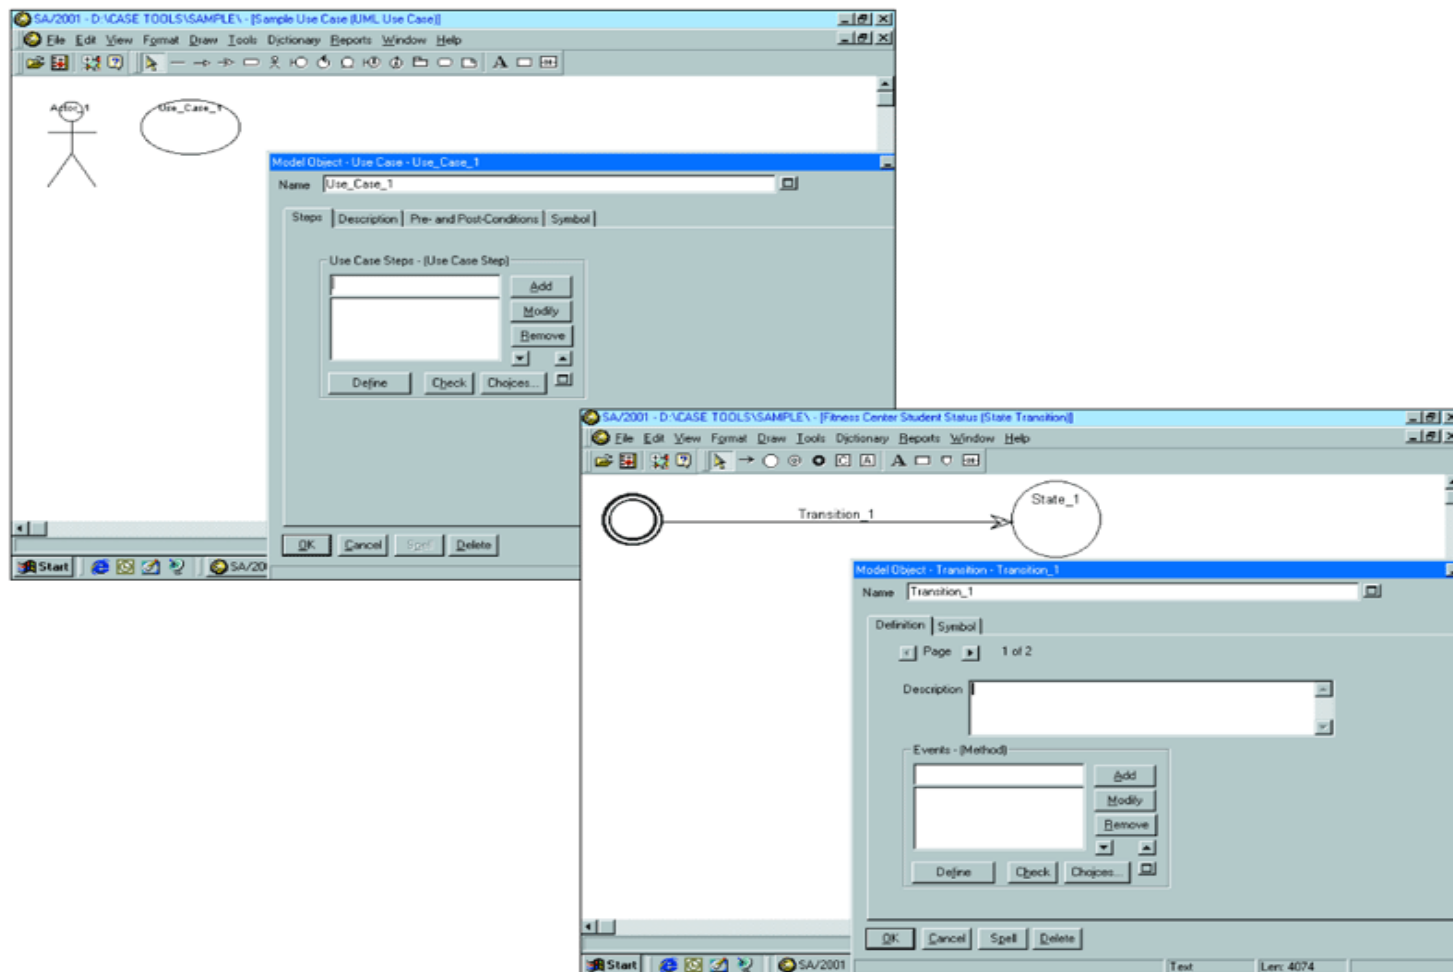 SA/2001 - D:\CASE TOOLS\SAMPLE\ - [Sample Use Case (UML Use Case)]
File Edit View Format Draw Tools Dictionary Reports Window Help
Actor_1
Use_Case_1
Model Object - Use Case - Use_Case_1
Name Use_Case_1
Steps Description Pre- and Post-Conditions Symbol
Use Case Steps - (Use Case Step)
Add
Modify
Remove
Define Check Choices...
OK Cancel Spell Delete
Start SA/20
SA/2001 - D:\CASE TOOLS\SAMPLE\ - [Fitness Center Student Status (State Transition)]
File Edit View Format Draw Tools Dictionary Reports Window Help
Transition_1
State_1
Model Object - Transition - Transition_1
Name Transition_1
Definition Symbol
Page 1 of 2
Description
Events - (Method)
Add
Modify
Remove
Define Check Choices...
OK Cancel Spell Delete
Start SA/2001
Text Len: 4074